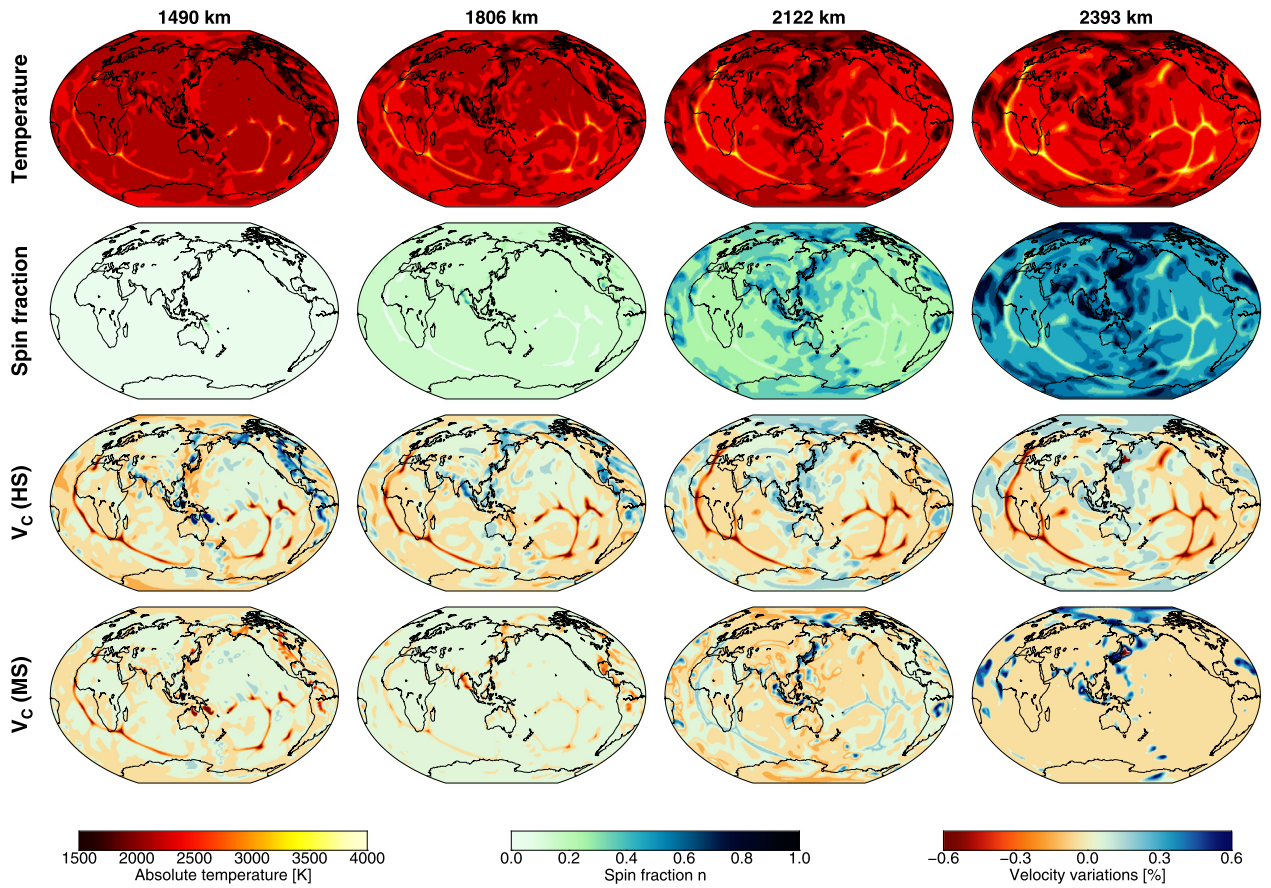 1490 km 1806 km 2122 km 2393 km
Temperature
Spin fraction
VC (HS)
VC (MS)
1500 2000 2500 3000 3500 4000
Absolute temperature [K]
0.0 0.2 0.4 0.6 0.8 1.0
Spin fraction n
−0.6 −0.3 0.0 0.3 0.6
Velocity variations [%]